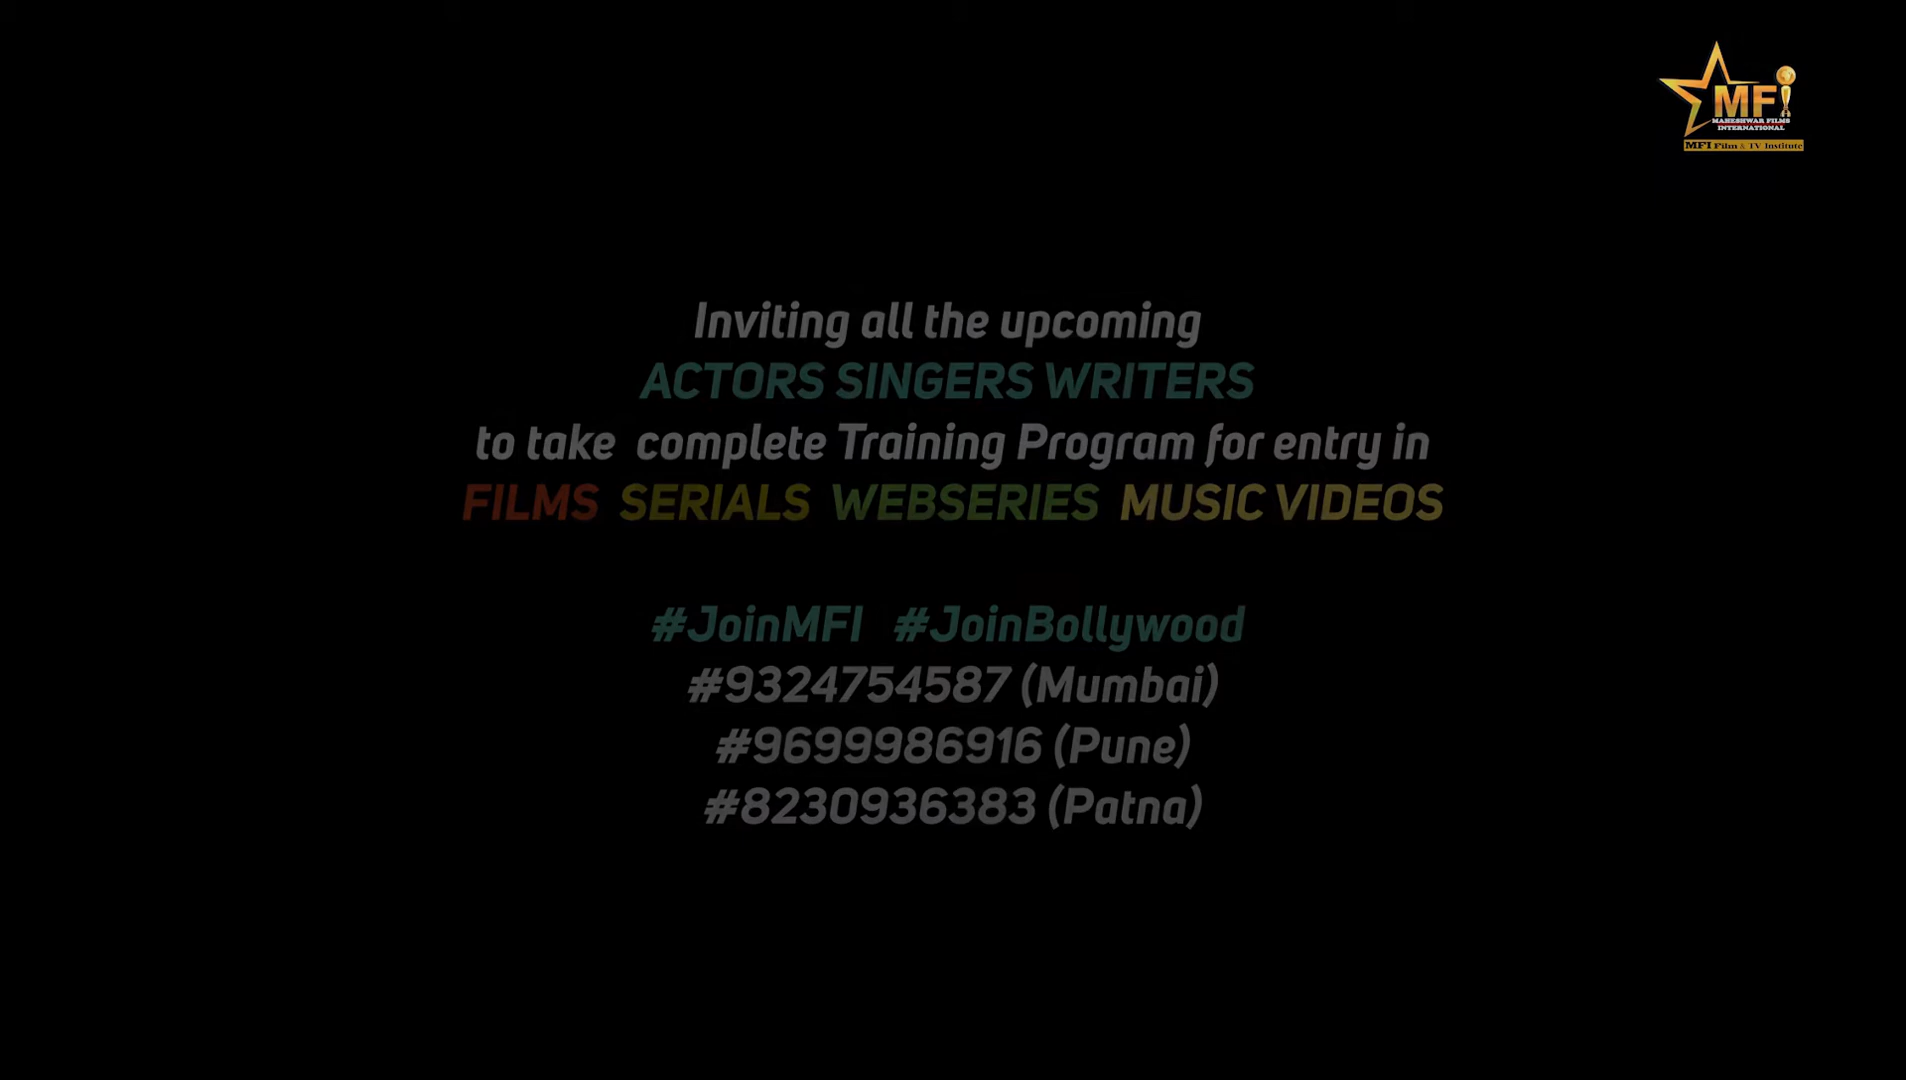 MFi
MAHESHWAR FILMS
INTERNATIONAL
MFI Film & TV Institute
Inviting all the upcoming
ACTORS SINGERS WRITERS
to take complete Training Program for entry in
FILMS SERIALS WEBSERIES MUSIC VIDEOS
#JoinMFI #JoinBollywood
#9324754587 (Mumbai)
#9699986916 (Pune)
#8230936383 (Patna)